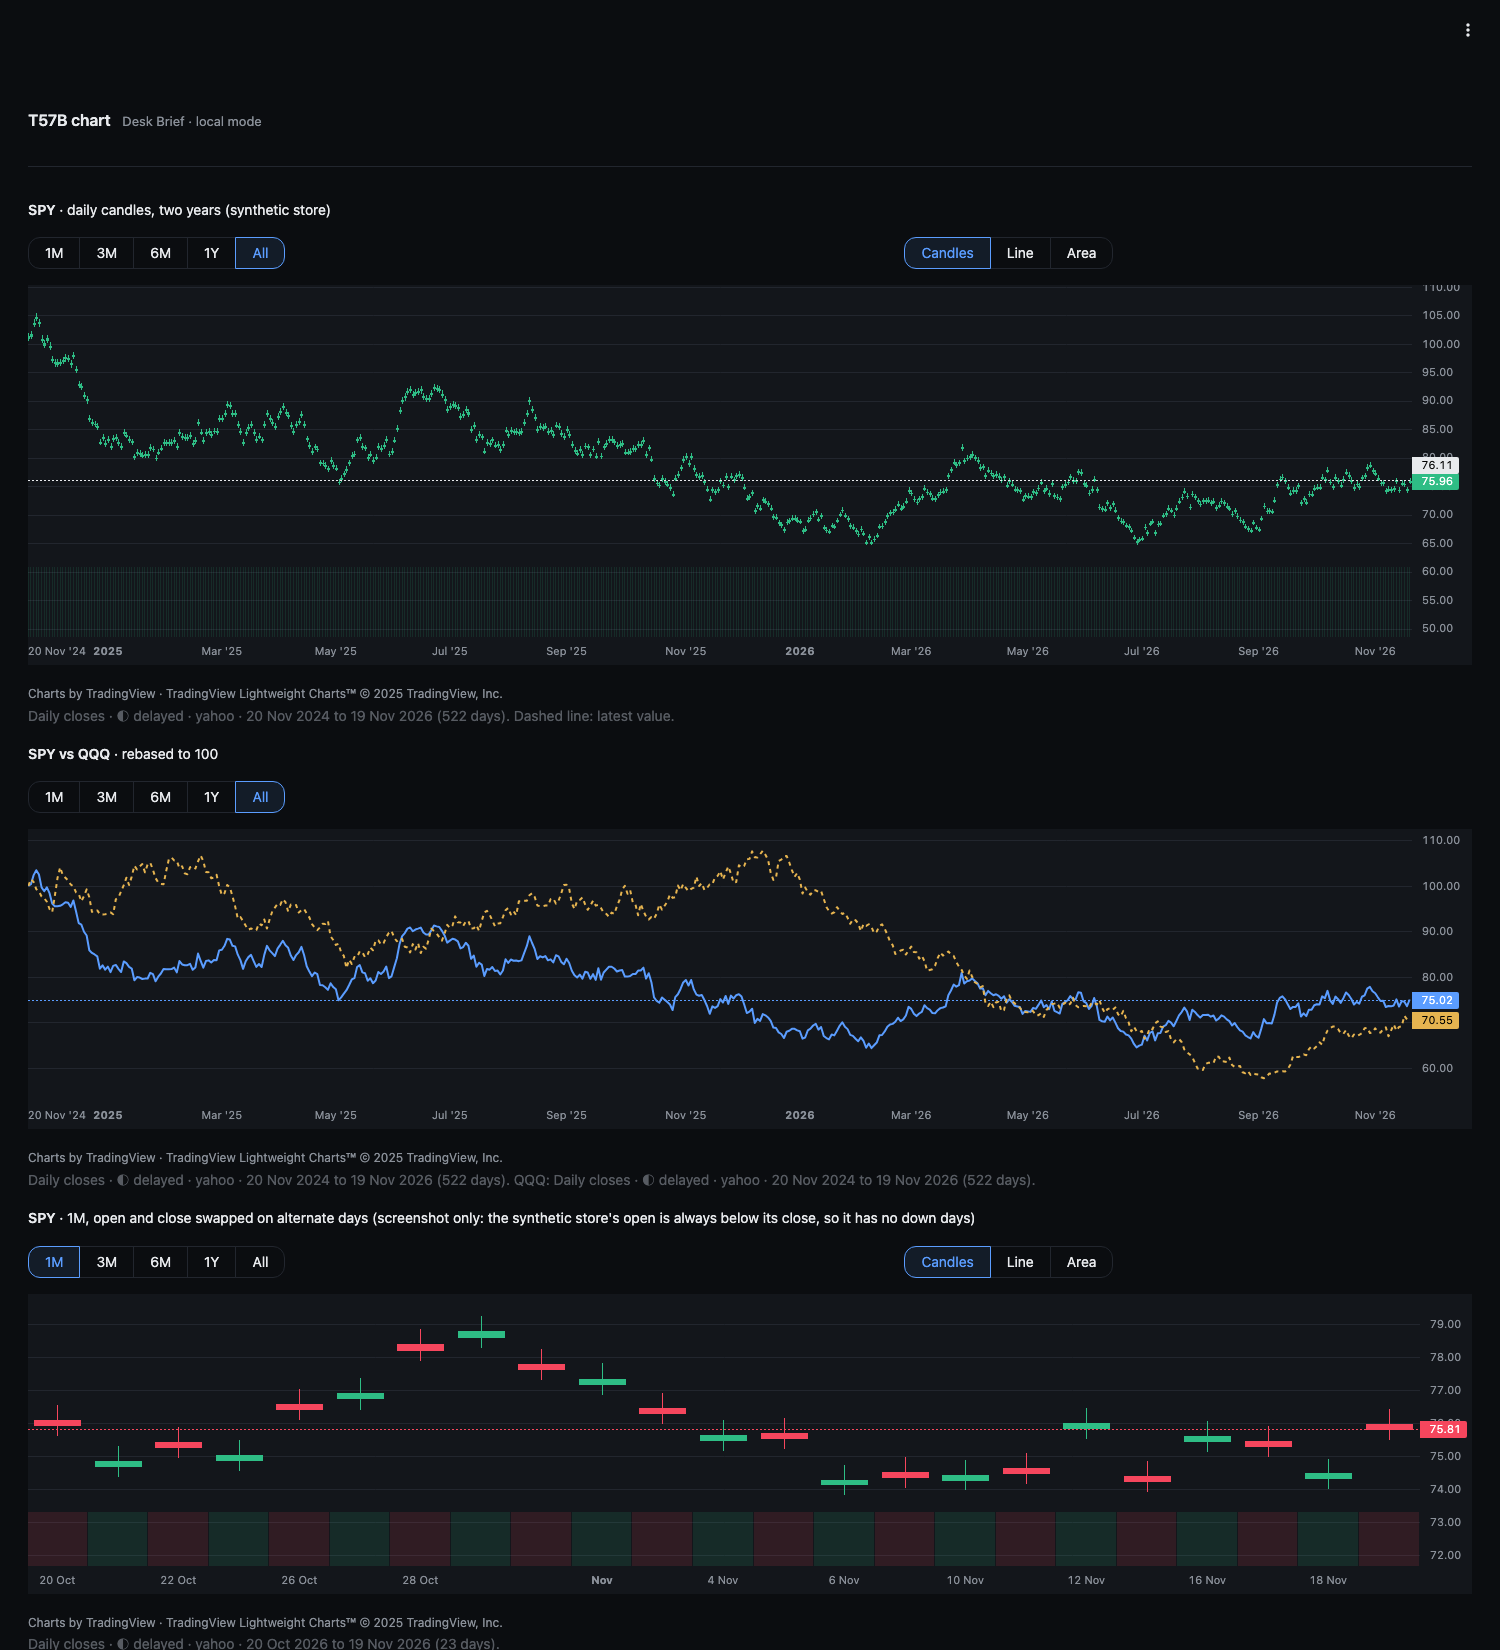 T57B chart Desk Brief · local mode
SPY · daily candles, two years (synthetic store)
1M 3M 6M 1Y All Candles Line Area
110.00
105.00
100.00
95.00
90.00
85.00
80.00
76.11
75.96
70.00
65.00
60.00
55.00
50.00
20 Nov '24 2025 Mar '25 May '25 Jul '25 Sep '25 Nov '25 2026 Mar '26 May '26 Jul '26 Sep '26 Nov '26
Charts by TradingView · TradingView Lightweight Charts™ © 2025 TradingView, Inc.
Daily closes · ◐ delayed · yahoo · 20 Nov 2024 to 19 Nov 2026 (522 days). Dashed line: latest value.
SPY vs QQQ · rebased to 100
1M 3M 6M 1Y All
110.00
100.00
90.00
80.00
75.02
70.55
60.00
20 Nov '24 2025 Mar '25 May '25 Jul '25 Sep '25 Nov '25 2026 Mar '26 May '26 Jul '26 Sep '26 Nov '26
Charts by TradingView · TradingView Lightweight Charts™ © 2025 TradingView, Inc.
Daily closes · ◐ delayed · yahoo · 20 Nov 2024 to 19 Nov 2026 (522 days). QQQ: Daily closes · ◐ delayed · yahoo · 20 Nov 2024 to 19 Nov 2026 (522 days).
SPY · 1M, open and close swapped on alternate days (screenshot only: the synthetic store's open is always below its close, so it has no down days)
1M 3M 6M 1Y All Candles Line Area
79.00
78.00
77.00
75.81
75.00
74.00
73.00
72.00
20 Oct 22 Oct 26 Oct 28 Oct Nov 4 Nov 6 Nov 10 Nov 12 Nov 16 Nov 18 Nov
Charts by TradingView · TradingView Lightweight Charts™ © 2025 TradingView, Inc.
Daily closes · ◐ delayed · yahoo · 20 Oct 2026 to 19 Nov 2026 (23 days).